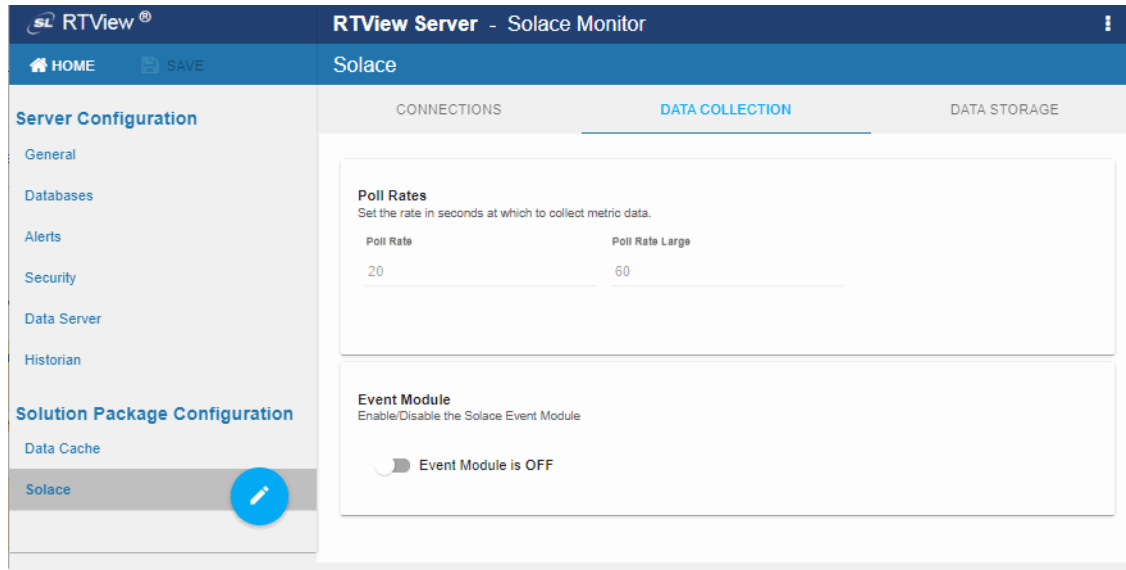 SL RTView ®
RTView Server - Solace Monitor
HOME
SAVE
Solace
Server Configuration
General
Databases
Alerts
Security
Data Server
Historian
Solution Package Configuration
Data Cache
Solace
CONNECTIONS
DATA COLLECTION
DATA STORAGE
Poll Rates
Set the rate in seconds at which to collect metric data.
Poll Rate
Poll Rate Large
20
60
Event Module
Enable/Disable the Solace Event Module
Event Module is OFF